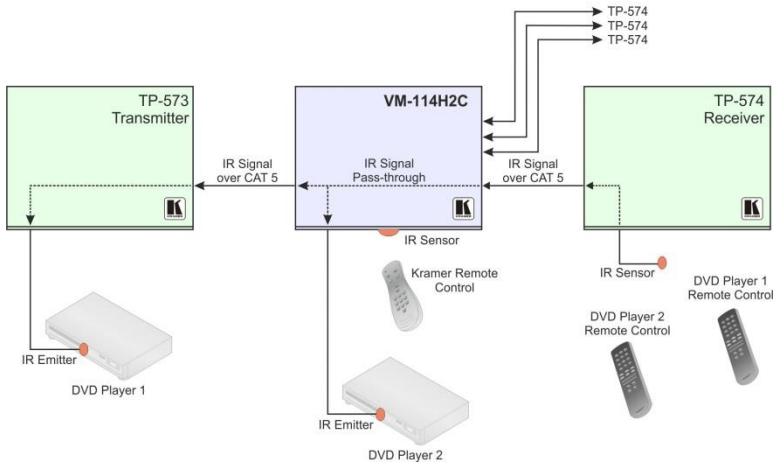 TP-574
TP-574
TP-574
TP-573
Transmitter
VM-114H2C
TP-574
Receiver
IR Signal
over CAT 5
IR Signal
Pass-through
IR Signal
over CAT 5
IR Sensor
Kramer Remote
Control
IR Sensor
DVD Player 1
Remote Control
DVD Player 2
Remote Control
IR Emitter
DVD Player 1
IR Emitter
DVD Player 2